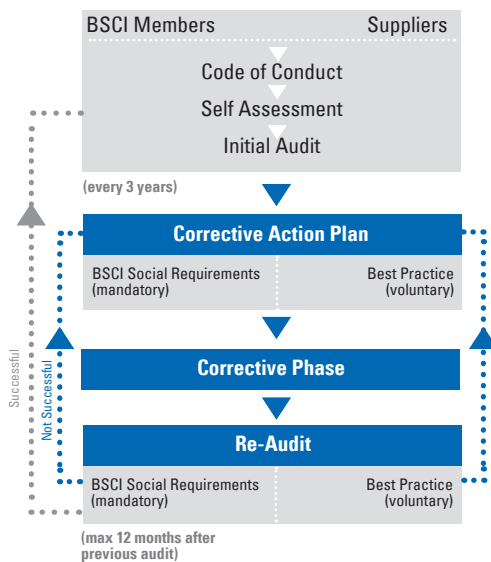 BSCI Members Suppliers
Code of Conduct
Self Assessment
Initial Audit
(every 3 years)
Corrective Action Plan
BSCI Social Requirements
(mandatory)
Best Practice
(voluntary)
Corrective Phase
Re-Audit
BSCI Social Requirements
(mandatory)
Best Practice
(voluntary)
(max 12 months after
previous audit)
Successful
Not Successful